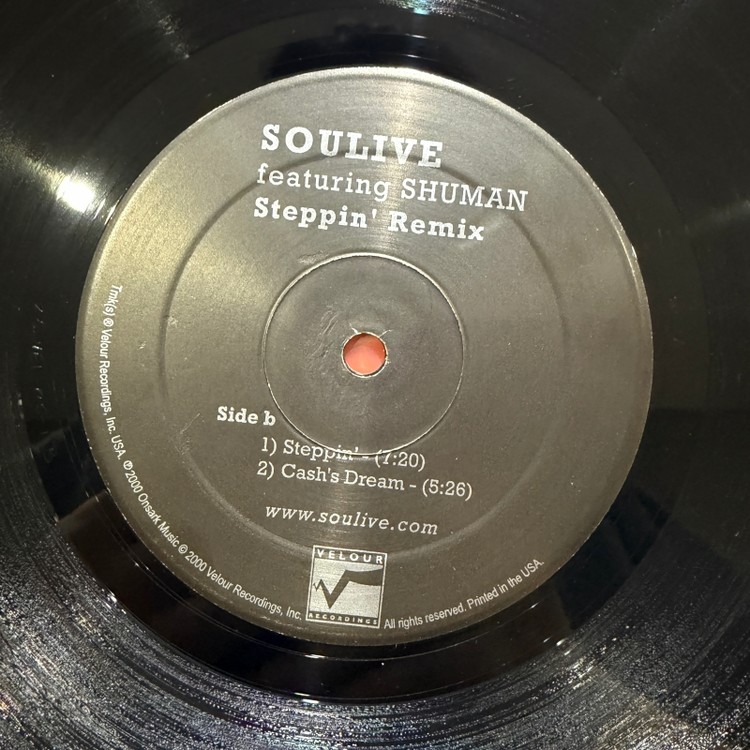 SOULIVE
featuring SHUMAN
Steppin' Remix
Side b
1) Steppin' - (7:20)
2) Cash's Dream - (5:26)
www.soulive.com
VELOUR
RECORDINGS
Tmk(s) ® Velour Recordings, Inc. USA. ℗ 2000 Onsark Music © 2000 Velour Recordings, Inc.
All rights reserved. Printed in the USA.